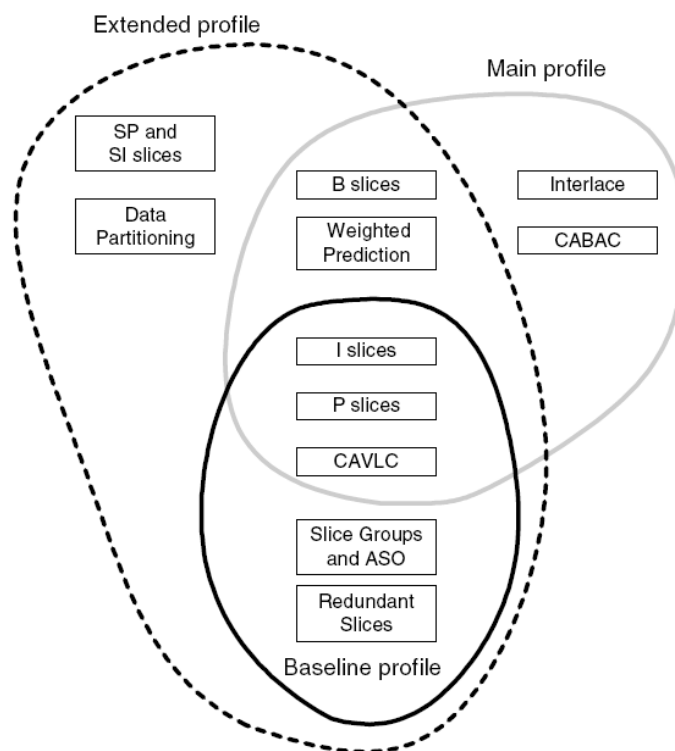 Extended profile
Main profile
SP and
SI slices
B slices
Interlace
Data
Partitioning
Weighted
Prediction
CABAC
I slices
P slices
CAVLC
Slice Groups
and ASO
Redundant
Slices
Baseline profile